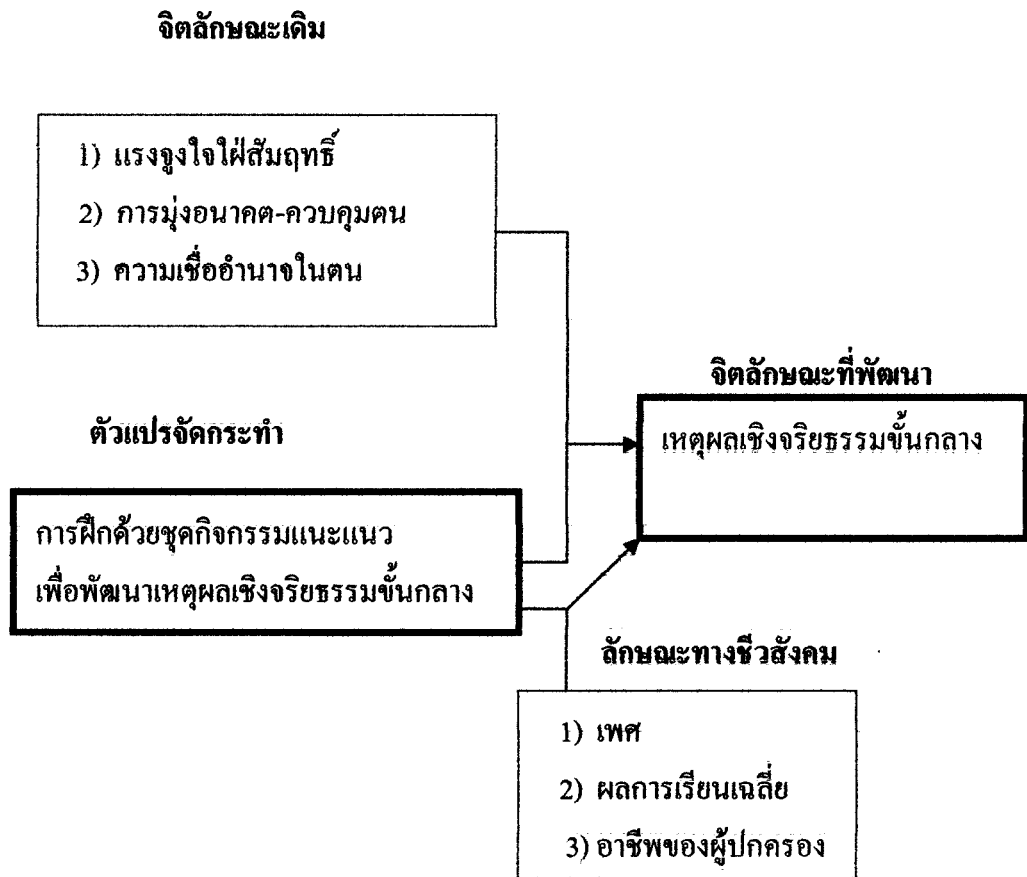 จิตลักษณะเดิม
1) แรงจูงใจใฝ่สัมฤทธิ์
2) การมุ่งอนาคต-ควบคุมตน
3) ความเชื่ออำนาจในตน
จิตลักษณะที่พัฒนา
เหตุผลเชิงจริยธรรมขั้นกลาง
ตัวแปรจัดกระทำ
การฝึกด้วยชุดกิจกรรมแนะแนว
เพื่อพัฒนาเหตุผลเชิงจริยธรรมขั้นกลาง
ลักษณะทางชีวสังคม
1) เพศ
2) ผลการเรียนเฉลี่ย
3) อาชีพของผู้ปกครอง